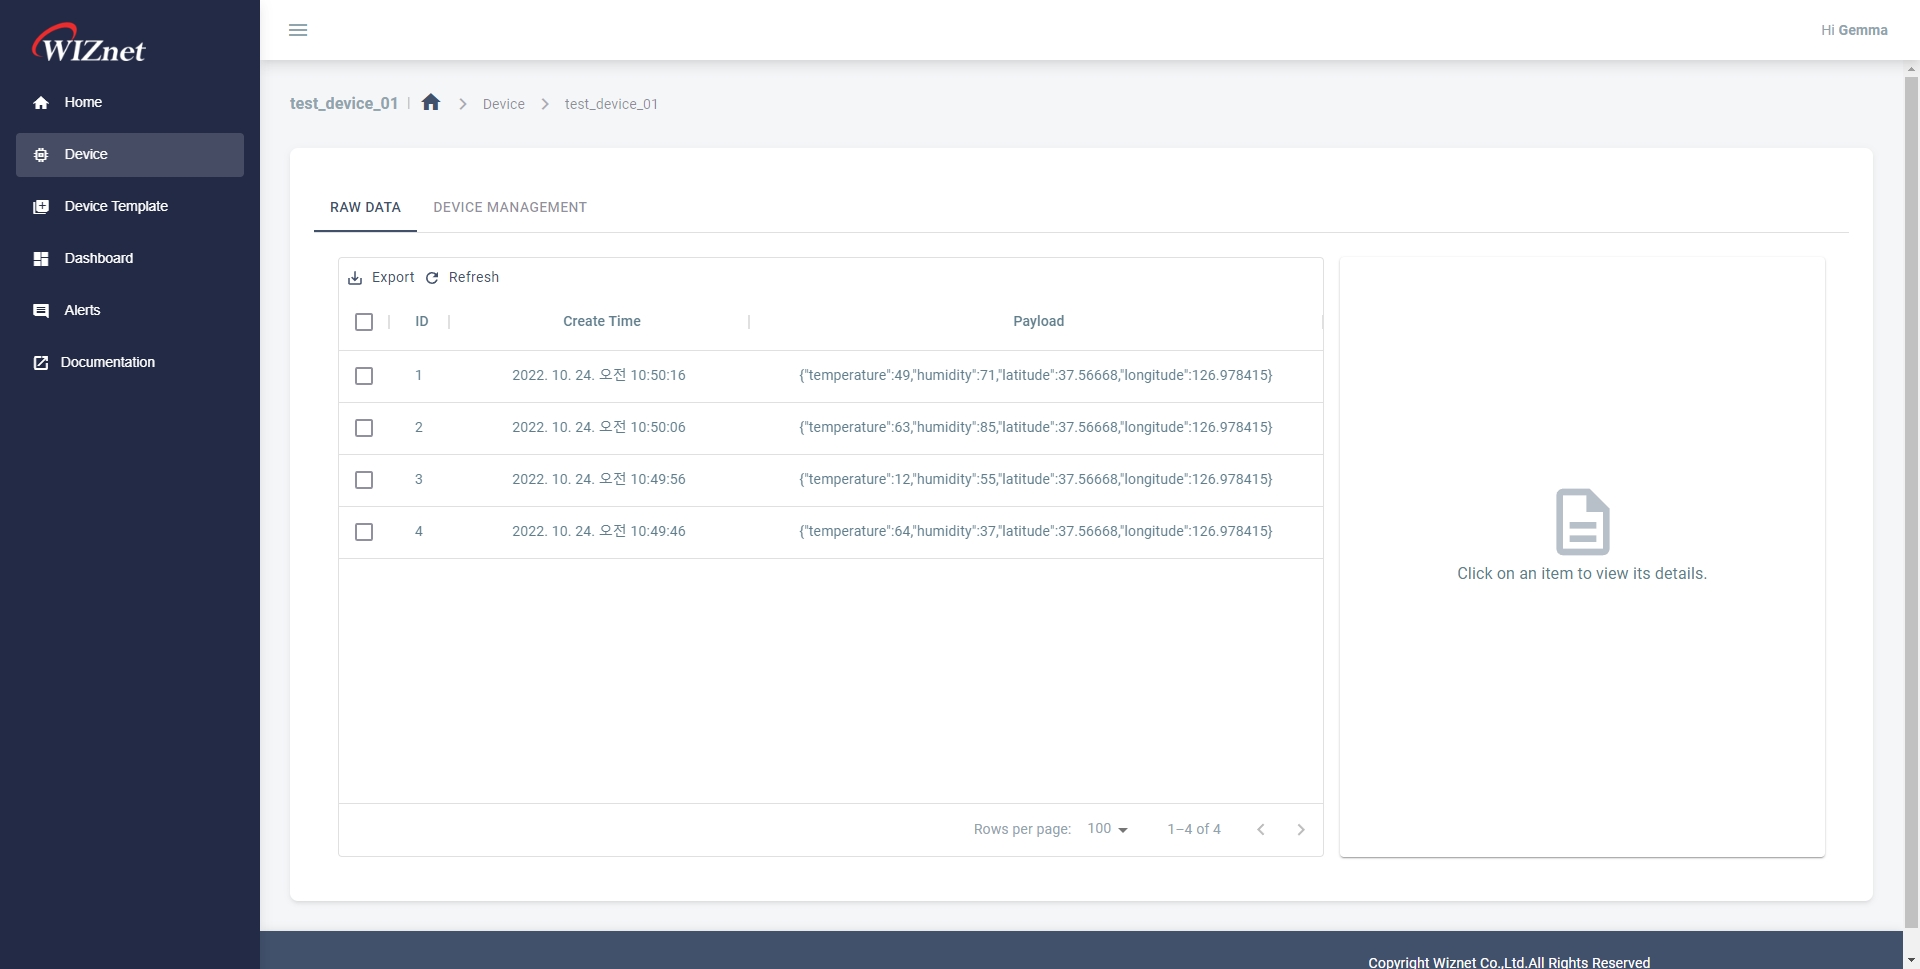 WIZnet
Hi Gemma
Home
Device
Device Template
Dashboard
Alerts
Documentation
test_device_01 | Device test_device_01
RAW DATA DEVICE MANAGEMENT
Export Refresh
ID Create Time Payload
1 2022. 10. 24. 오전 10:50:16 {"temperature":49,"humidity":71,"latitude":37.56668,"longitude":126.978415}
2 2022. 10. 24. 오전 10:50:06 {"temperature":63,"humidity":85,"latitude":37.56668,"longitude":126.978415}
3 2022. 10. 24. 오전 10:49:56 {"temperature":12,"humidity":55,"latitude":37.56668,"longitude":126.978415}
4 2022. 10. 24. 오전 10:49:46 {"temperature":64,"humidity":37,"latitude":37.56668,"longitude":126.978415}
Click on an item to view its details.
Rows per page: 100 1–4 of 4
Copyright Wiznet Co.,Ltd.All Rights Reserved